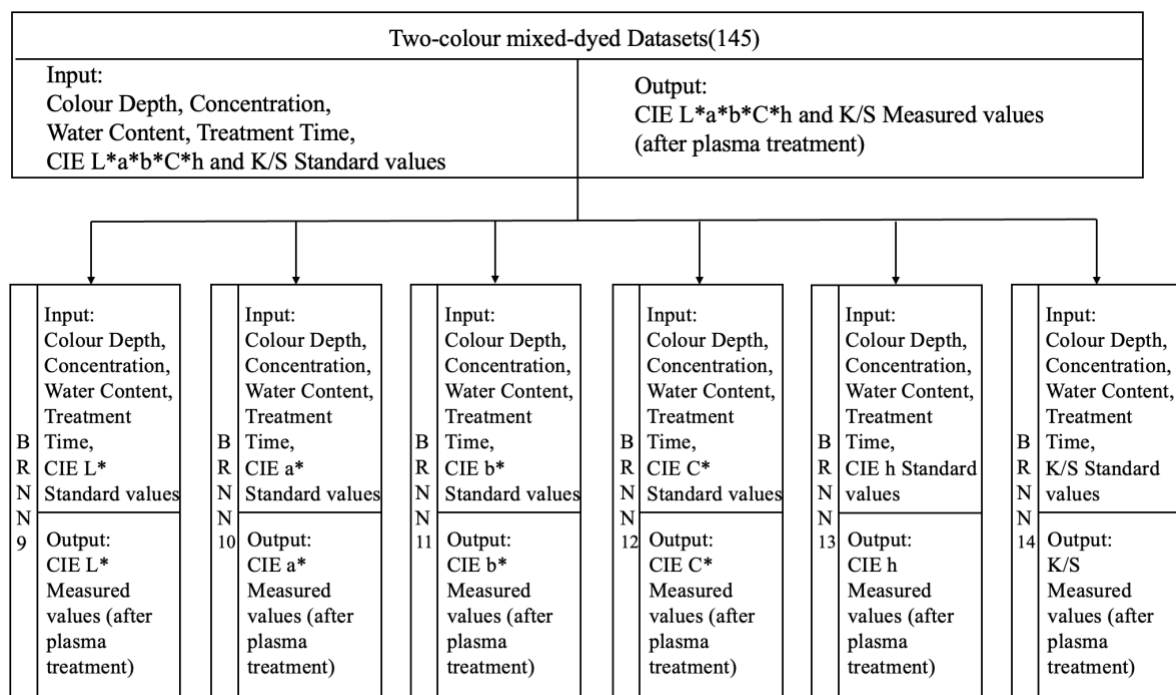 Two-colour mixed-dyed Datasets(145)
Input:
Colour Depth, Concentration,
Water Content, Treatment Time,
CIE L*a*b*C*h and K/S Standard values
Output:
CIE L*a*b*C*h and K/S Measured values
(after plasma treatment)
B
R
N
N
9
Input:
Colour Depth,
Concentration,
Water Content,
Treatment
Time,
CIE L*
Standard values
Output:
CIE L*
Measured
values (after
plasma
treatment)
B
R
N
N
10
Input:
Colour Depth,
Concentration,
Water Content,
Treatment
Time,
CIE a*
Standard values
Output:
CIE a*
Measured
values (after
plasma
treatment)
B
R
N
N
11
Input:
Colour Depth,
Concentration,
Water Content,
Treatment
Time,
CIE b*
Standard values
Output:
CIE b*
Measured
values (after
plasma
treatment)
B
R
N
N
12
Input:
Colour Depth,
Concentration,
Water Content,
Treatment
Time,
CIE C*
Standard values
Output:
CIE C*
Measured
values (after
plasma
treatment)
B
R
N
N
13
Input:
Colour Depth,
Concentration,
Water Content,
Treatment
Time,
CIE h Standard
values
Output:
CIE h
Measured
values (after
plasma
treatment)
B
R
N
N
14
Input:
Colour Depth,
Concentration,
Water Content,
Treatment
Time,
K/S Standard
values
Output:
K/S
Measured
values (after
plasma
treatment)